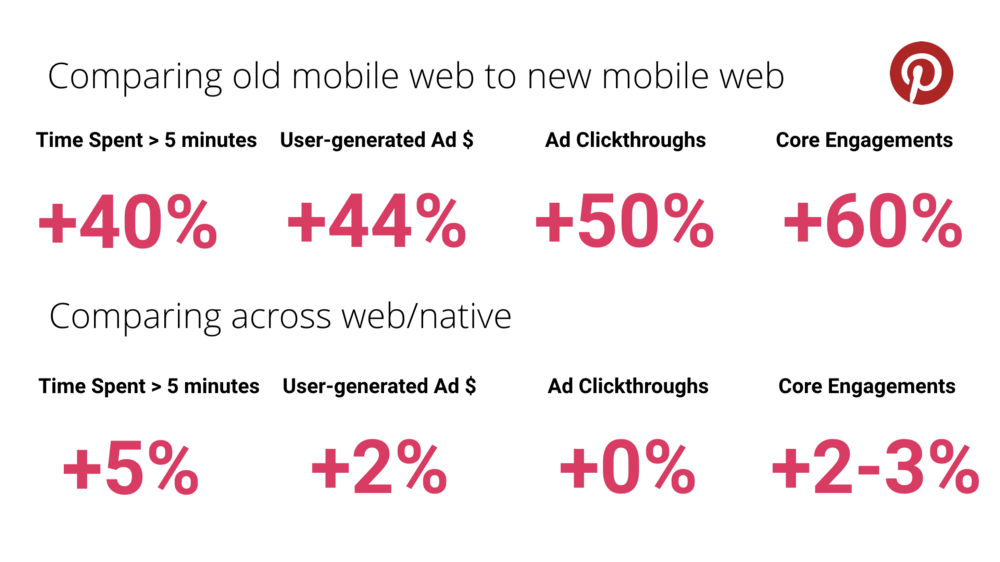 Comparing old mobile web to new mobile web
Time Spent > 5 minutes User-generated Ad $ Ad Clickthroughs Core Engagements
+40% +44% +50% +60%
Comparing across web/native
Time Spent > 5 minutes User-generated Ad $ Ad Clickthroughs Core Engagements
+5% +2% +0% +2-3%